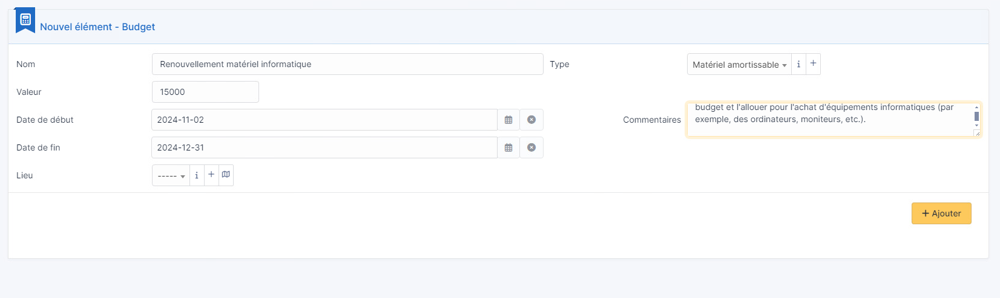 Nouvel élément - Budget
Nom
Renouvellement matériel informatique
Type
Matériel amortissable
Valeur
15000
Date de début
2024-11-02
Commentaires
budget et l'allouer pour l'achat d'équipements informatiques (par
exemple, des ordinateurs, moniteurs, etc.).
Date de fin
2024-12-31
Lieu
-----
+ Ajouter